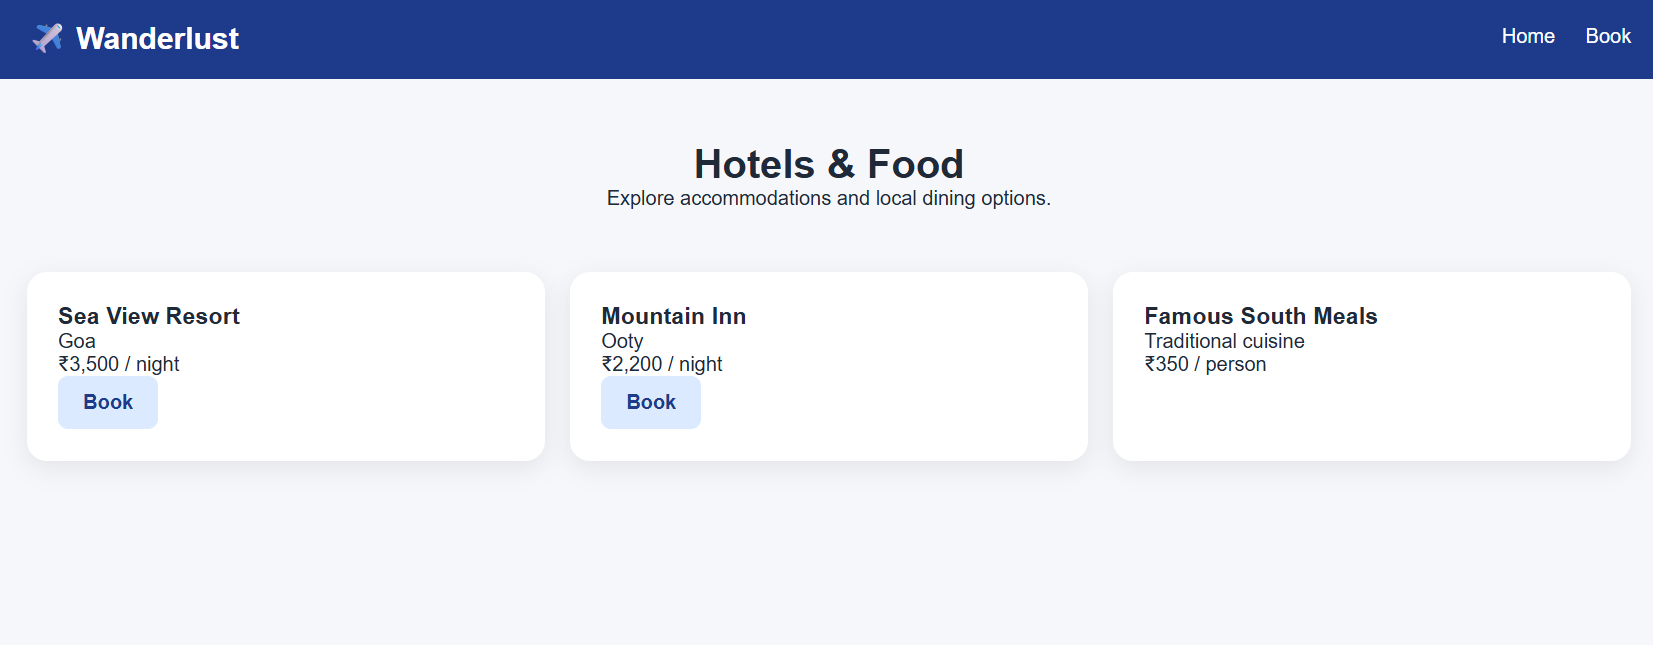 Wanderlust
Home
Book
Hotels & Food
Explore accommodations and local dining options.
Sea View Resort
Goa
₹3,500 / night
Book
Mountain Inn
Ooty
₹2,200 / night
Book
Famous South Meals
Traditional cuisine
₹350 / person